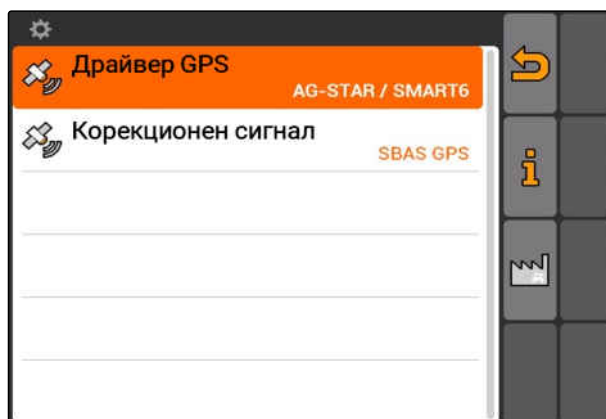 Драйвер GPS
AG-STAR / SMART6
Корекционен сигнал
SBAS GPS